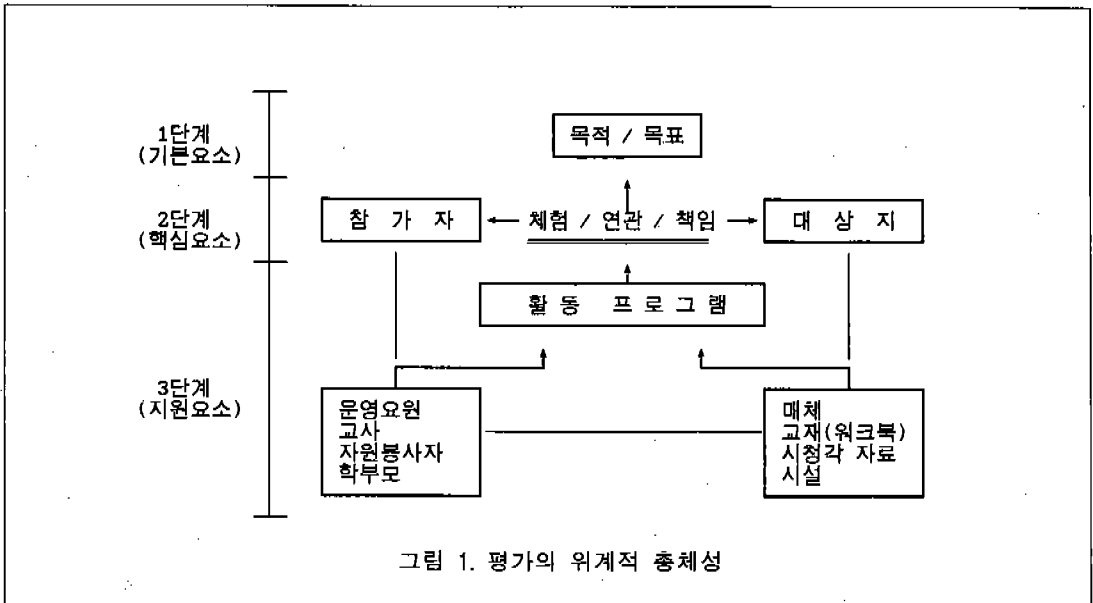 1단계
(기본요소)
목적 / 목표
2단계
(핵심요소)
참 가 자
체험 / 연관 / 책임
대 상 지
활 동 프 로 그 램
3단계
(지원요소)
운영요원
교사
자원봉사자
학부모
매체
교재(워크북)
시청각 자료
시설
그림 1. 평가의 위계적 총체성